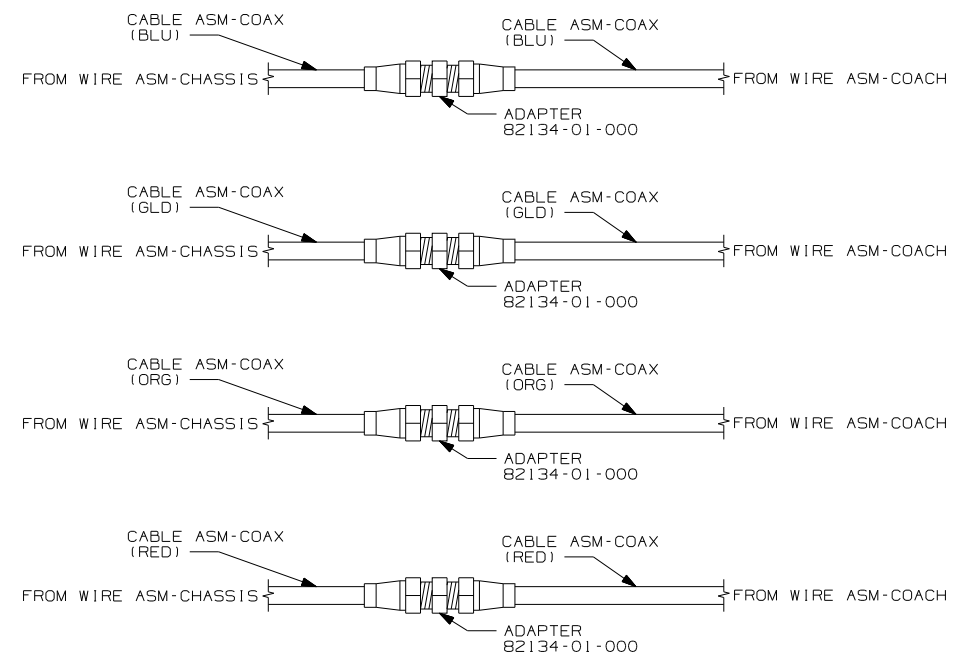 CABLE ASM-COAX
(BLU)
CABLE ASM-COAX
(BLU)
FROM WIRE ASM-CHASSIS
FROM WIRE ASM-COACH
ADAPTER
82134-01-000
CABLE ASM-COAX
(GLD)
CABLE ASM-COAX
(GLD)
FROM WIRE ASM-CHASSIS
FROM WIRE ASM-COACH
ADAPTER
82134-01-000
CABLE ASM-COAX
(ORG)
CABLE ASM-COAX
(ORG)
FROM WIRE ASM-CHASSIS
FROM WIRE ASM-COACH
ADAPTER
82134-01-000
CABLE ASM-COAX
(RED)
CABLE ASM-COAX
(RED)
FROM WIRE ASM-CHASSIS
FROM WIRE ASM-COACH
ADAPTER
82134-01-000